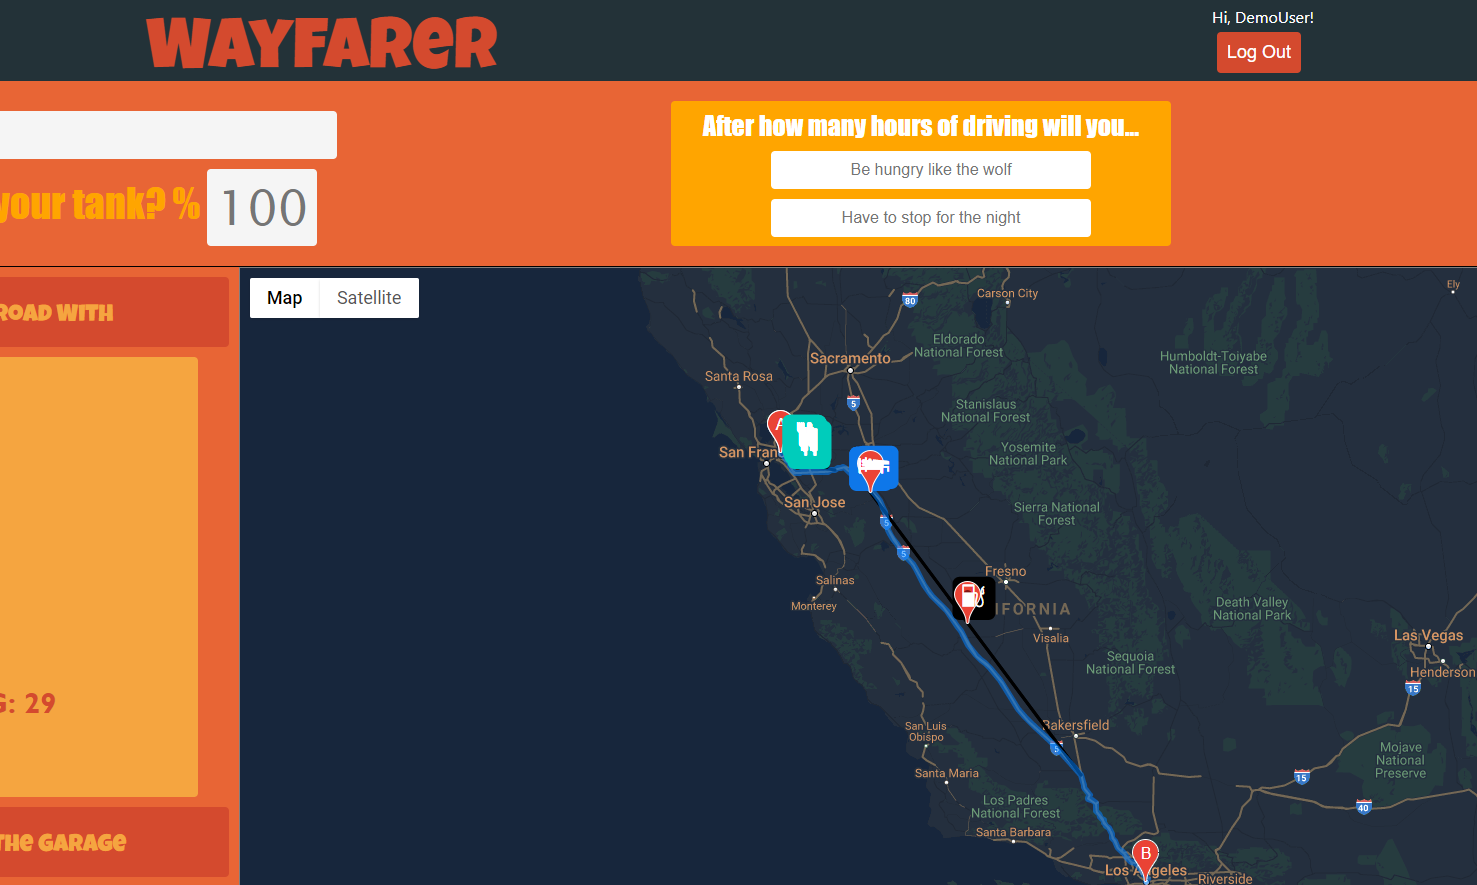 WAYFARER
Hi, DemoUser!
Log Out
After how many hours of driving will you...
Be hungry like the wolf
your tank? % 100
Have to stop for the night
ROAD WITH
G: 29
THE GARAGE
Map Satellite
80
Carson City
Ely
Eldorado
National Forest
Humboldt-Toiyabe
National Forest
Sacramento
Santa Rosa
5
Stanislaus
National Forest
A
San Fran
Yosemite
National Park
San Jose
Sierra National
Forest
5
5
Fresno
Salinas
Monterey
IFORNIA
Death Valley
National Park
Visalia
Las Vegas
Sequoia
National Forest
Henderson
15
San Luis
Obispo
Bakersfield
5
Mojave
National
Preserve
Santa Maria
15
Los Padres
National Forest
40
Santa Barbara
B
Los Angeles
Riverside